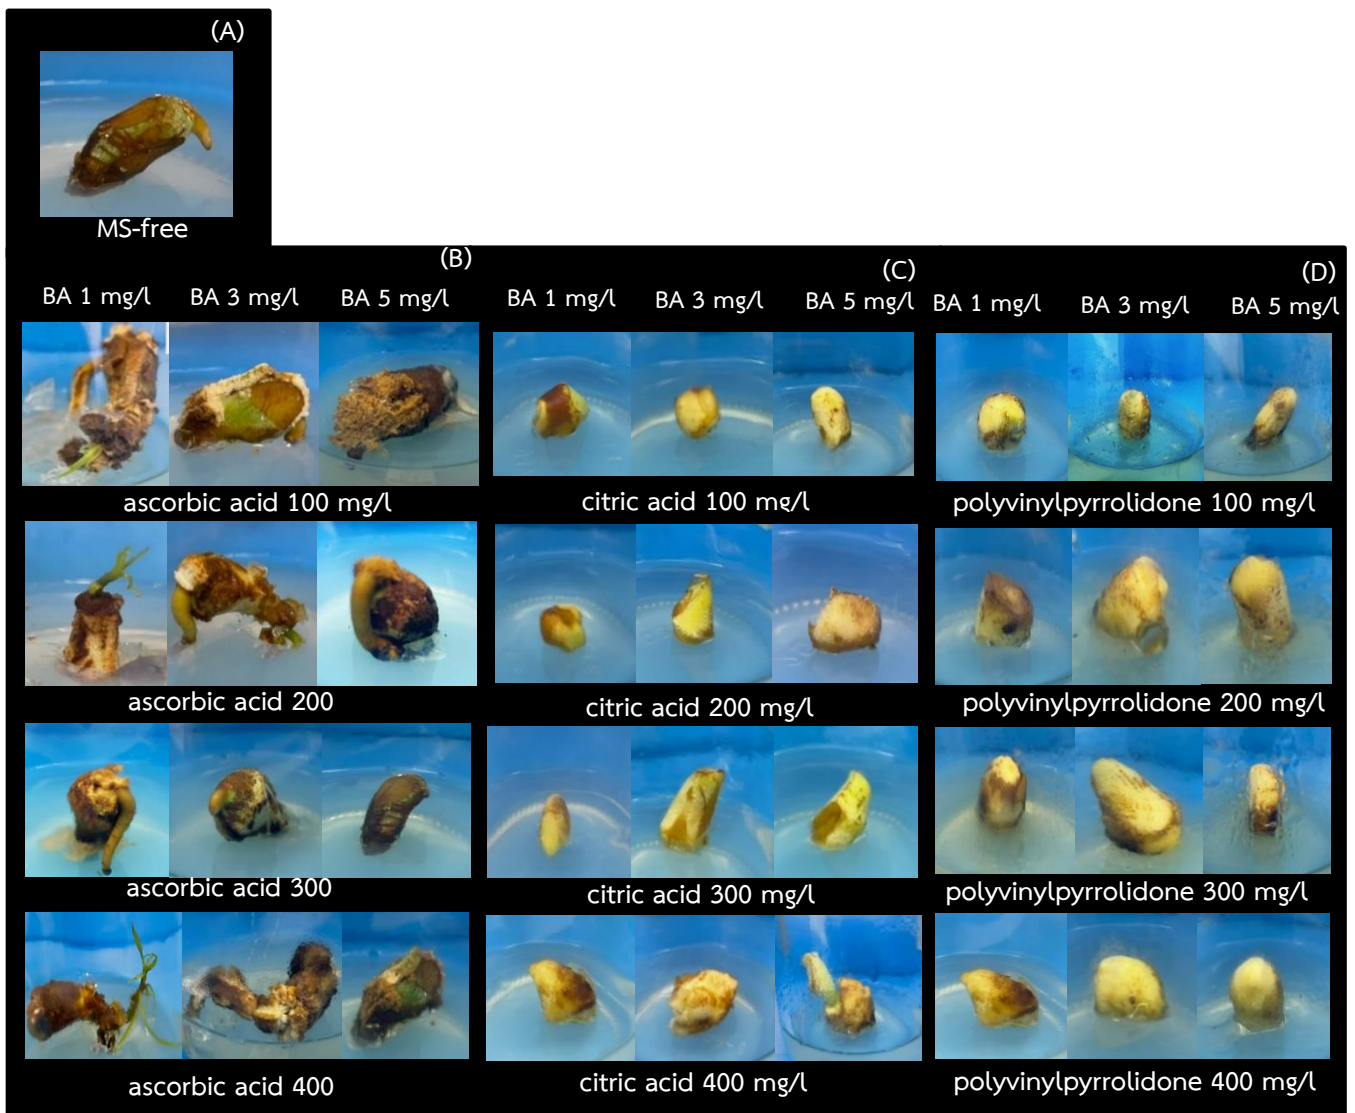 (A)
MS-free
(B)
BA 1 mg/l BA 3 mg/l BA 5 mg/l
ascorbic acid 100 mg/l
ascorbic acid 200
ascorbic acid 300
ascorbic acid 400
(C)
BA 1 mg/l BA 3 mg/l BA 5 mg/l
citric acid 100 mg/l
citric acid 200 mg/l
citric acid 300 mg/l
citric acid 400 mg/l
(D)
BA 1 mg/l BA 3 mg/l BA 5 mg/l
polyvinylpyrrolidone 100 mg/l
polyvinylpyrrolidone 200 mg/l
polyvinylpyrrolidone 300 mg/l
polyvinylpyrrolidone 400 mg/l